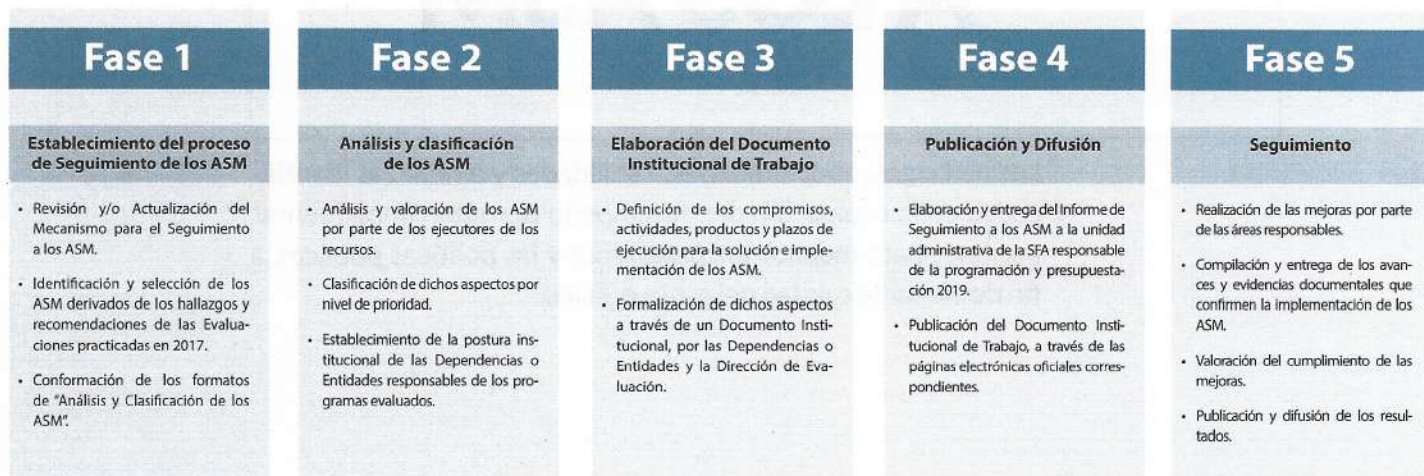 Fase 1
Establecimiento del proceso
de Seguimiento de los ASM
• Revisión y/o Actualización del
Mecanismo para el Seguimiento
a los ASM.
• Identificación y selección de los
ASM derivados de los hallazgos y
recomendaciones de las Evalua-
ciones practicadas en 2017.
• Conformación de los formatos
de "Análisis y Clasificación de los
ASM".
Fase 2
Análisis y clasificación
de los ASM
• Análisis y valoración de los ASM
por parte de los ejecutores de los
recursos.
• Clasificación de dichos aspectos por
nivel de prioridad.
• Establecimiento de la postura ins-
titucional de las Dependencias o
Entidades responsables de los pro-
gramas evaluados.
Fase 3
Elaboración del Documento
Institucional de Trabajo
• Definición de los compromisos,
actividades, productos y plazos de
ejecución para la solución e imple-
mentación de los ASM.
• Formalización de dichos aspectos
a través de un Documento Insti-
tucional, por las Dependencias o
Entidades y la Dirección de Eva-
luación.
Fase 4
Publicación y Difusión
• Elaboración y entrega del Informe de
Seguimiento a los ASM a la unidad
administrativa de la SFA responsable
de la programación y presupuesta-
ción 2019.
• Publicación del Documento Insti-
tucional de Trabajo, a través de las
páginas electrónicas oficiales corres-
pondientes.
Fase 5
Seguimiento
• Realización de las mejoras por parte
de las áreas responsables.
• Compilación y entrega de los avan-
ces y evidencias documentales que
confirmen la implementación de los
ASM.
• Valoración del cumplimiento de las
mejoras.
• Publicación y difusión de los resul-
tados.